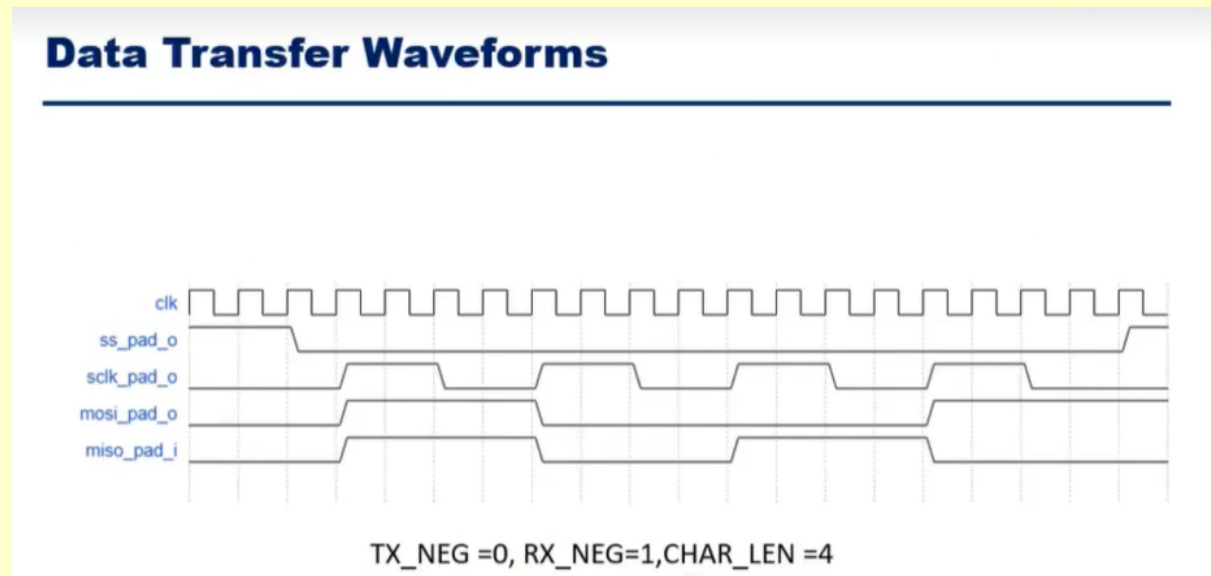 Data Transfer Waveforms
clk
ss_pad_o
sclk_pad_o
mosi_pad_o
miso_pad_i
TX_NEG =0, RX_NEG=1,CHAR_LEN =4